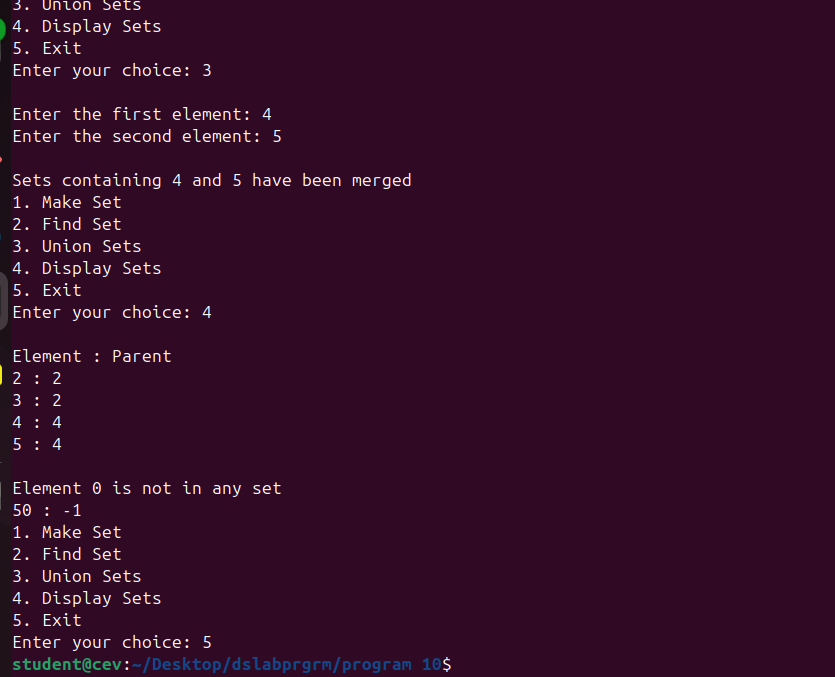 3. Union Sets
4. Display Sets
5. Exit
Enter your choice: 3
Enter the first element: 4
Enter the second element: 5
Sets containing 4 and 5 have been merged
1. Make Set
2. Find Set
3. Union Sets
4. Display Sets
5. Exit
Enter your choice: 4
Element : Parent
2 : 2
3 : 2
4 : 4
5 : 4
Element 0 is not in any set
50 : -1
1. Make Set
2. Find Set
3. Union Sets
4. Display Sets
5. Exit
Enter your choice: 5
student@cev:~/Desktop/dslabprgrm/program 10$